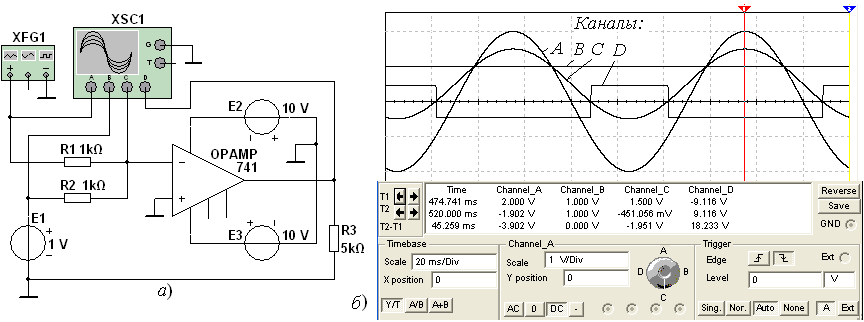 XFG1
XSC1
G
T
A B C D
E2
10 V
R1 1kΩ
OPAMP
741
R2 1kΩ
E1
1 V
E3
10 V
R3
5kΩ
а)
б)
1
2
Каналы:
A B C D
T1
T2
T2-T1
Time Channel_A Channel_B Channel_C Channel_D
474.741 ms 2.000 V 1.000 V 1.500 V -9.116 V
520.000 ms -1.902 V 1.000 V -451.056 mV 9.116 V
45.259 ms -3.902 V 0.000 V -1.951 V 18.233 V
Reverse
Save
GND
Timebase
Scale 20 ms/Div
X position 0
Y/T B/A A/B A+B
Channel_A
Scale 1 V/Div
Y position 0
AC 0 DC -
A
B
C
D
Trigger
Edge
Ext
Level 0 V
Sing. Nor. Auto None A Ext